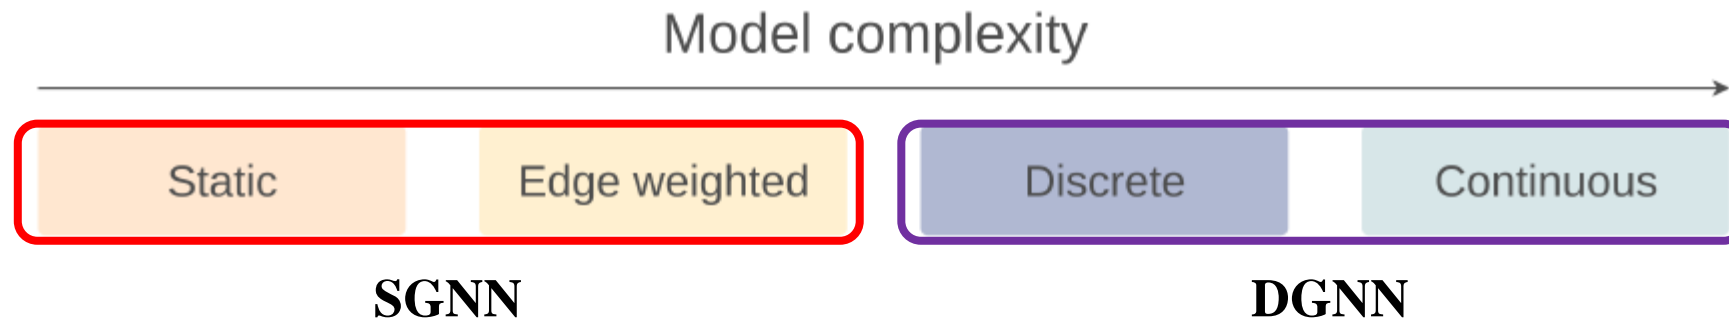 Model complexity
Static Edge weighted Discrete Continuous
SGNN DGNN